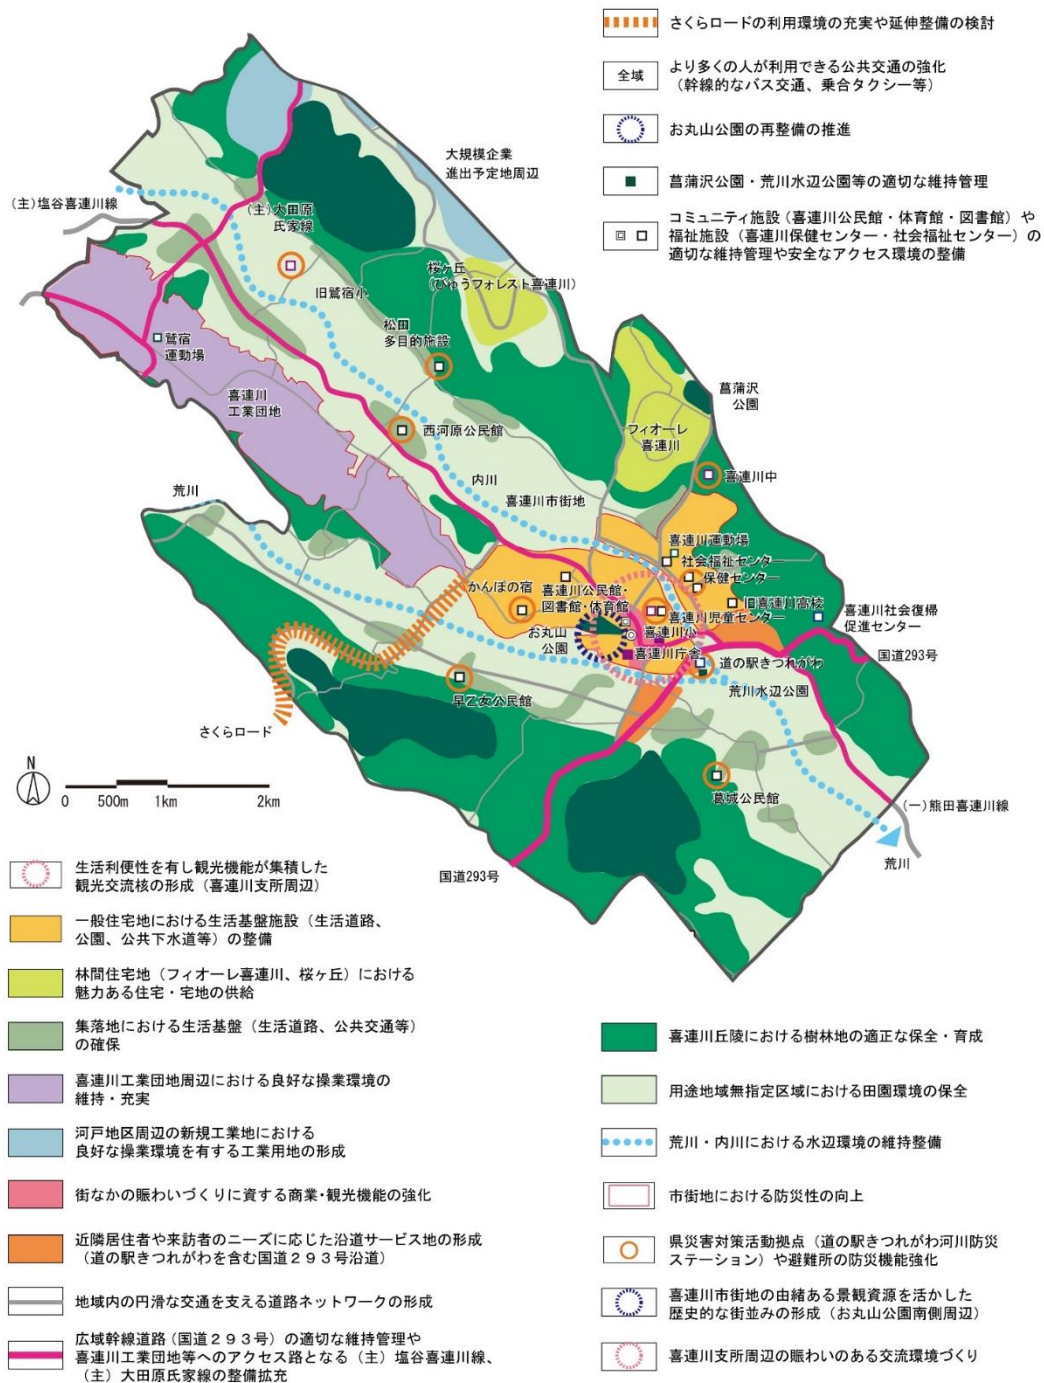 さくらロードの利用環境の充実や延伸整備の検討
全域
より多くの人が利用できる公共交通の強化
（幹線的なバス交通、乗合タクシー等）
お丸山公園の再整備の推進
菖蒲沢公園・荒川水辺公園等の適切な維持管理
コミュニティ施設（喜連川公民館・体育館・図書館）や
福祉施設（喜連川保健センター・社会福祉センター）の
適切な維持管理や安全なアクセス環境の整備
大規模企業
進出予定地周辺
（主）塩谷喜連川線
（主）大田原
氏家線
旧鷲宿小
桜ヶ丘
（びゅうフォレスト喜連川）
松田
多目的施設
鷲宿
運動場
喜連川
工業団地
西河原公民館
菖蒲沢
公園
フィオーレ
喜連川
喜連川中
内川
喜連川市街地
荒川
喜連川運動場
社会福祉センター
保健センター
かんぽの宿
喜連川公民館・
図書館・体育館
旧喜連川高校
喜連川児童センター
喜連川社会復帰
促進センター
お丸山
公園
喜連川小
喜連川庁舎
道の駅きつれがわ
国道293号
荒川水辺公園
早乙女公民館
さくらロード
葛城公民館
（一）熊田喜連川線
荒川
国道293号
N
0 500m 1km 2km
生活利便性を有し観光機能が集積した
観光交流核の形成（喜連川支所周辺）
一般住宅地における生活基盤施設（生活道路、
公園、公共下水道等）の整備
林間住宅地（フィオーレ喜連川、桜ヶ丘）における
魅力ある住宅・宅地の供給
集落地における生活基盤（生活道路、公共交通等）
の確保
喜連川工業団地周辺における良好な操業環境の
維持・充実
河戸地区周辺の新規工業地における
良好な操業環境を有する工業用地の形成
街なかの賑わいづくりに資する商業・観光機能の強化
近隣居住者や来訪者のニーズに応じた沿道サービス地の形成
（道の駅きつれがわを含む国道２９３号沿道）
地域内の円滑な交通を支える道路ネットワークの形成
広域幹線道路（国道２９３号）の適切な維持管理や
喜連川工業団地等へのアクセス路となる（主）塩谷喜連川線、
（主）大田原氏家線の整備拡充
喜連川丘陵における樹林地の適正な保全・育成
用途地域無指定区域における田園環境の保全
荒川・内川における水辺環境の維持整備
市街地における防災性の向上
県災害対策活動拠点（道の駅きつれがわ河川防災
ステーション）や避難所の防災機能強化
喜連川市街地の由緒ある景観資源を活かした
歴史的な街並みの形成（お丸山公園南側周辺）
喜連川支所周辺の賑わいのある交流環境づくり